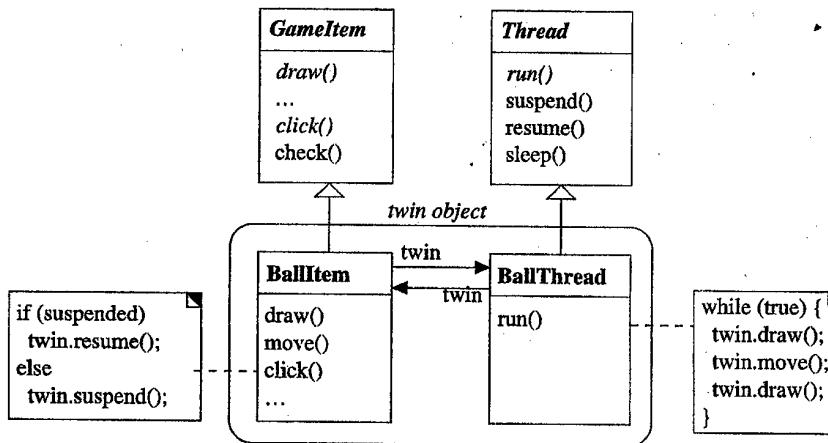 GameItem
draw()
...
click()
check()
Thread
run()
suspend()
resume()
sleep()
twin object
BallItem
draw()
move()
click()
...
twin
twin
BallThread
run()
if (suspended)
twin.resume();
else
twin.suspend();
while (true) {
twin.draw();
twin.move();
twin.draw();
}